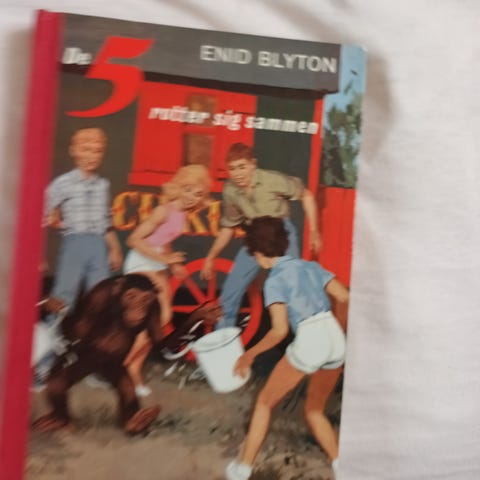 De 5
ENID BLYTON
rotter sig sammen